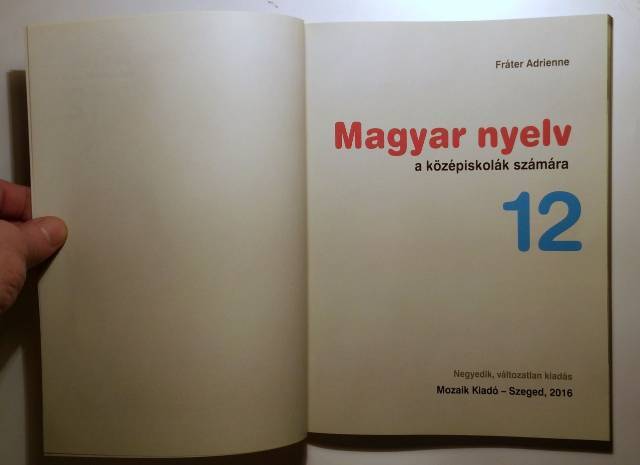 Fráter Adrienne
Magyar nyelv
a középiskolák számára
12
Negyedik, változatlan kiadás
Mozaik Kiadó – Szeged, 2016